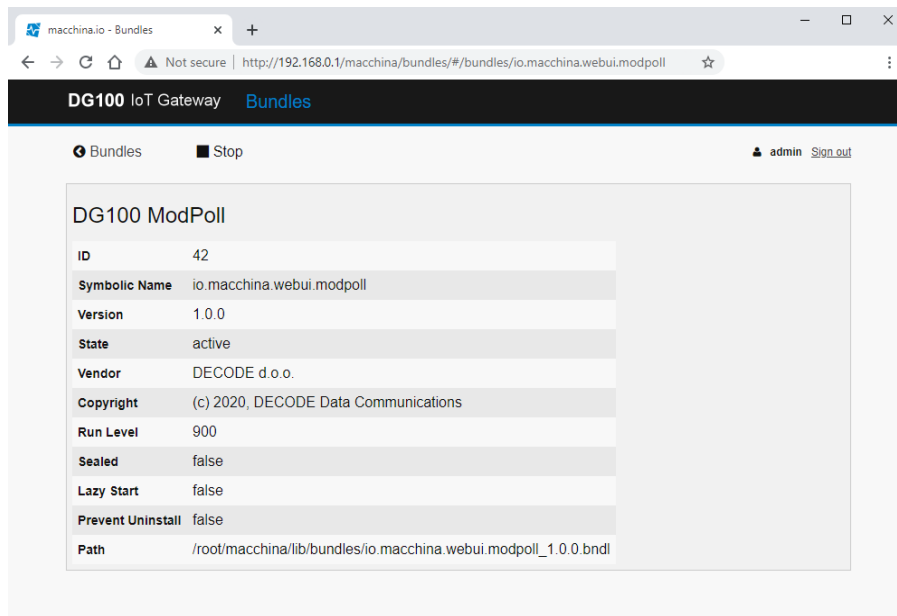 macchina.io - Bundles
Not secure | http://192.168.0.1/macchina/bundles/#/bundles/io.macchina.webui.modpoll
DG100 IoT Gateway Bundles
Bundles Stop admin Sign out
DG100 ModPoll
ID 42
Symbolic Name io.macchina.webui.modpoll
Version 1.0.0
State active
Vendor DECODE d.o.o.
Copyright (c) 2020, DECODE Data Communications
Run Level 900
Sealed false
Lazy Start false
Prevent Uninstall false
Path /root/macchina/lib/bundles/io.macchina.webui.modpoll_1.0.0.bndl